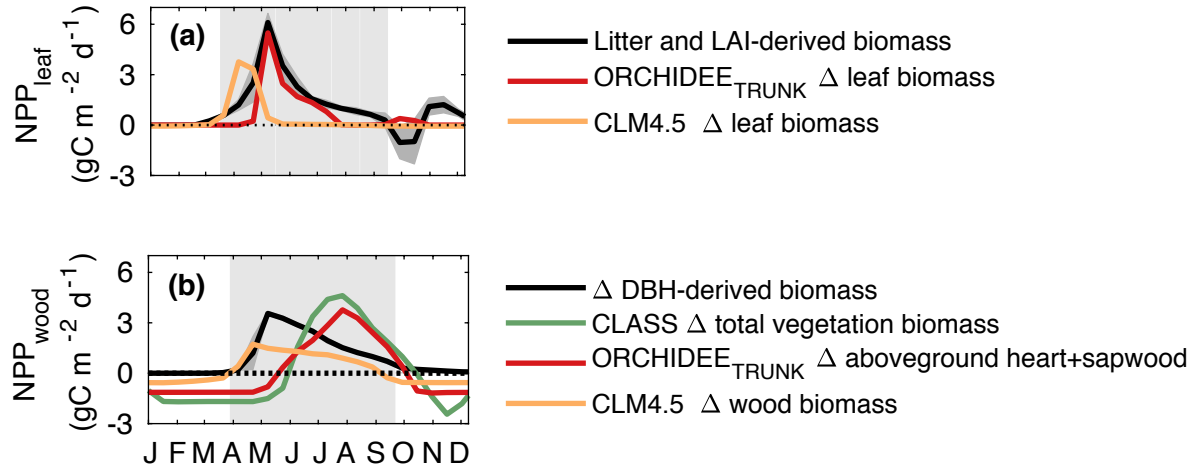 (a)
6
3
0
-3
NPP_leaf
(gC m⁻² d⁻¹)
Litter and LAI-derived biomass
ORCHIDEE_TRUNK Δ leaf biomass
CLM4.5 Δ leaf biomass
(b)
6
3
0
-3
NPP_wood
(gC m⁻² d⁻¹)
J F M A M J J A S O N D
Δ DBH-derived biomass
CLASS Δ total vegetation biomass
ORCHIDEE_TRUNK Δ aboveground heart+sapwood
CLM4.5 Δ wood biomass